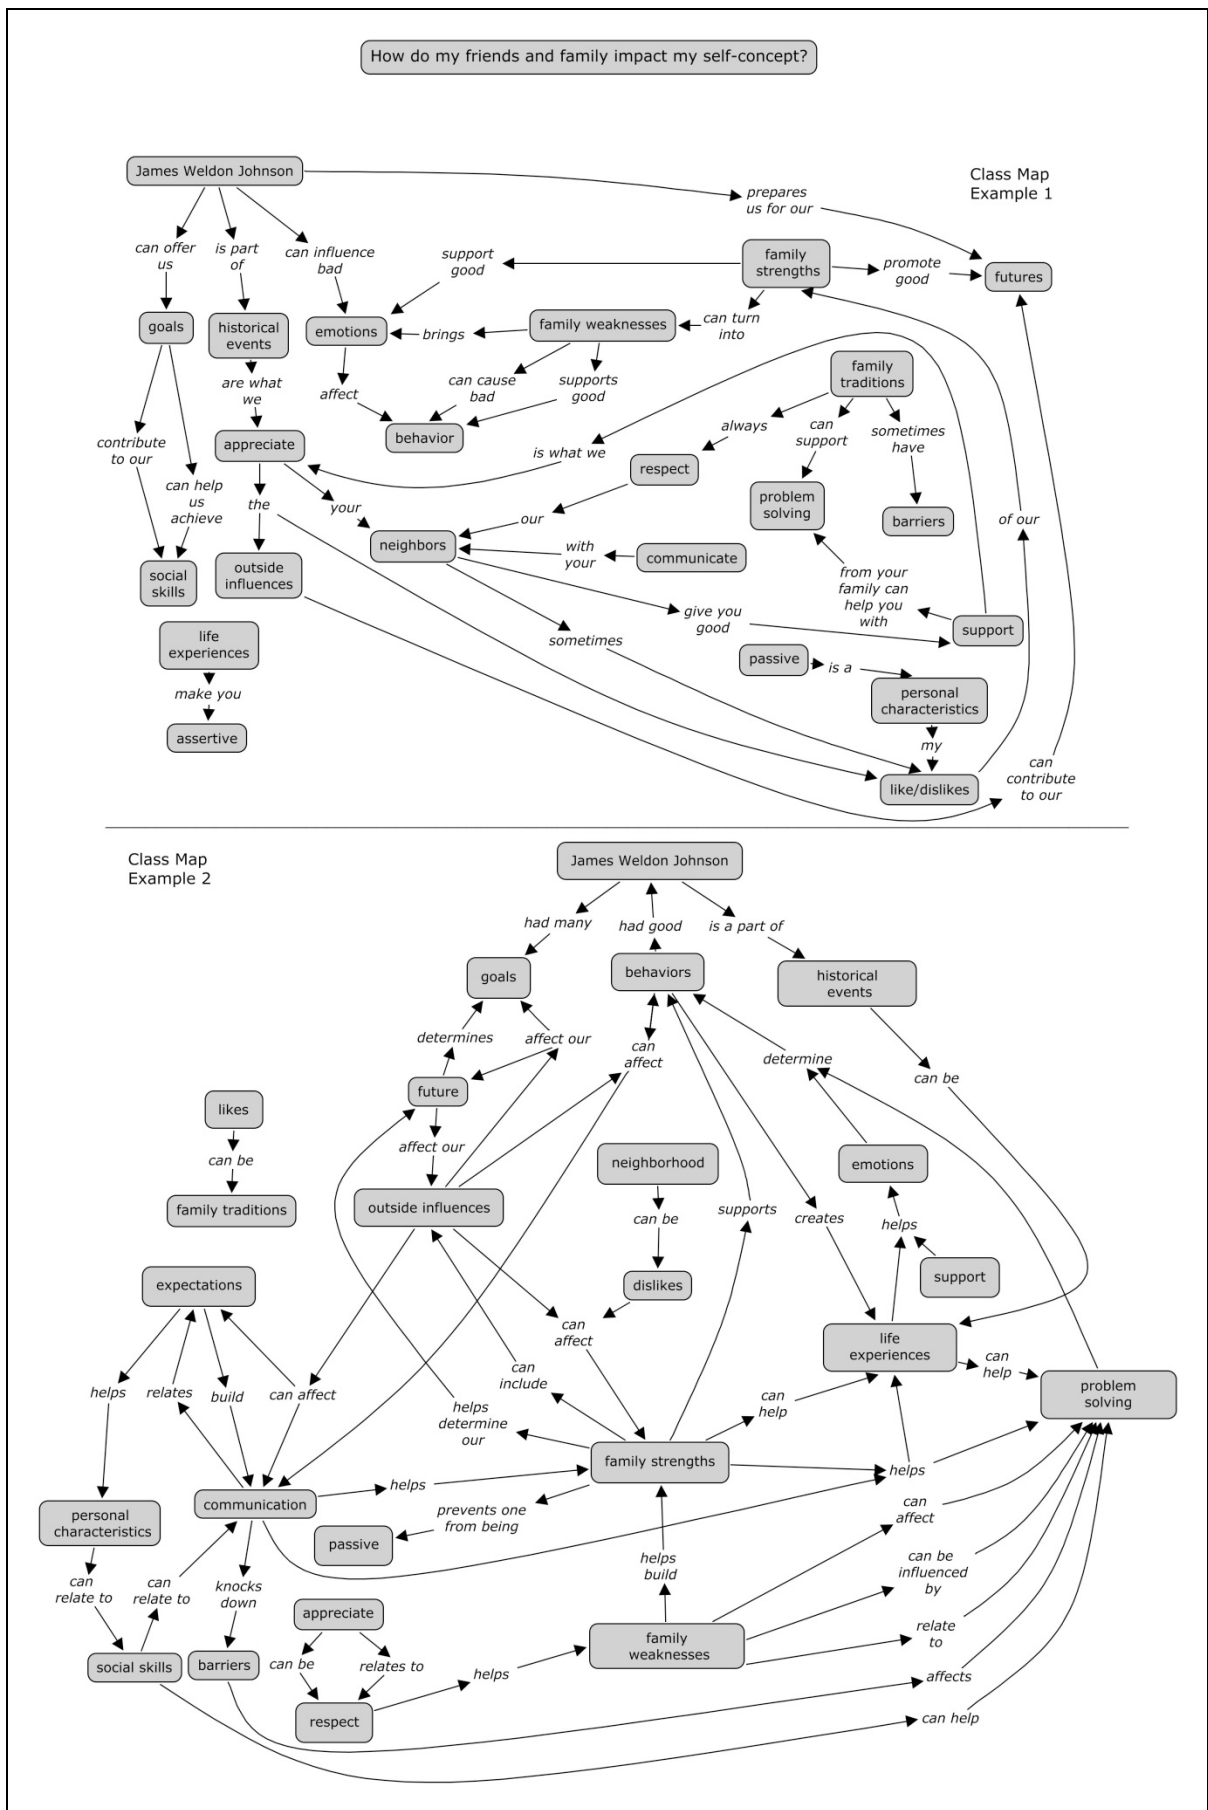 How do my friends and family impact my self-concept?
James Weldon Johnson
Class Map
Example 1
prepares
us for our
can offer
us
is part
of
can influence
bad
support
good
family
strengths
promote
good
futures
goals
historical
events
emotions
brings
family weaknesses
can turn
into
are what
we
affect
can cause
bad
supports
good
family
traditions
contribute
to our
appreciate
behavior
is what we
always
can
support
sometimes
have
respect
can help
us
achieve
the
your
our
problem
solving
barriers
of our
neighbors
with
your
communicate
social
skills
outside
influences
from your
family can
help you
with
give you
good
support
life
experiences
sometimes
passive
is a
personal
characteristics
make you
my
assertive
like/dislikes
can
contribute
to our
Class Map
Example 2
James Weldon Johnson
had many
had good
is a part of
goals
behaviors
historical
events
determines
affect our
can
affect
determine
can be
future
likes
affect our
neighborhood
emotions
can be
family traditions
outside influences
can be
supports
creates
helps
expectations
dislikes
support
can
affect
life
experiences
can
include
can
help
helps
relates
build
can affect
helps
determine
our
can
help
problem
solving
family strengths
helps
helps
communication
personal
characteristics
prevents one
from being
can
affect
passive
helps
build
can
relate to
can
relate to
knocks
down
can be
influenced
by
appreciate
relate
to
family
weaknesses
social skills
barriers
can be
relates to
helps
affects
respect
can help